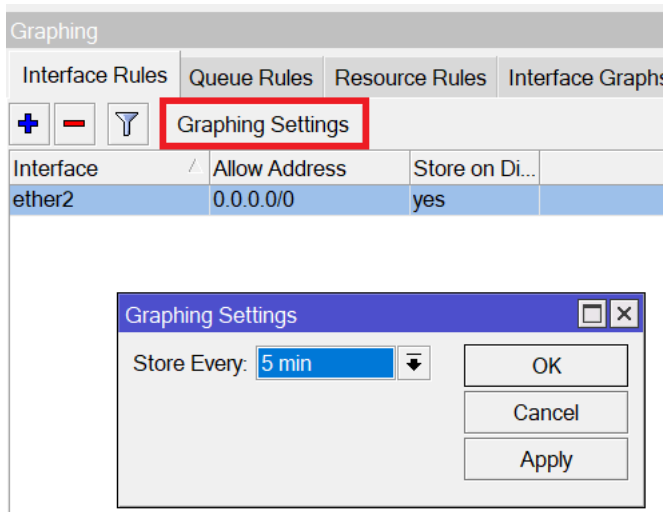 Graphing
Interface Rules Queue Rules Resource Rules Interface Graphs
Graphing Settings
Interface Allow Address Store on Di...
ether2 0.0.0.0/0 yes
Graphing Settings
Store Every: 5 min OK
Cancel
Apply